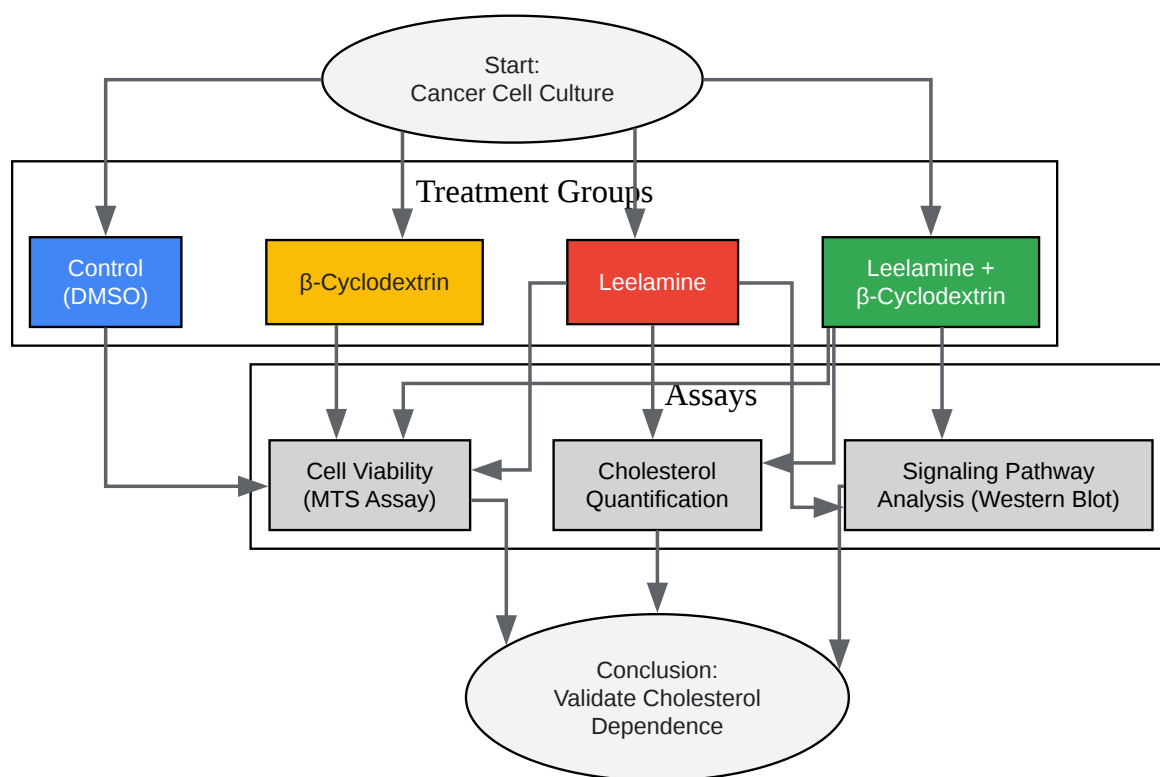 Start:
Cancer Cell Culture
Treatment Groups
Control
(DMSO)
β-Cyclodextrin
Leelamine
Leelamine +
β-Cyclodextrin
Assays
Cell Viability
(MTS Assay)
Cholesterol
Quantification
Signaling Pathway
Analysis (Western Blot)
Conclusion:
Validate Cholesterol
Dependence